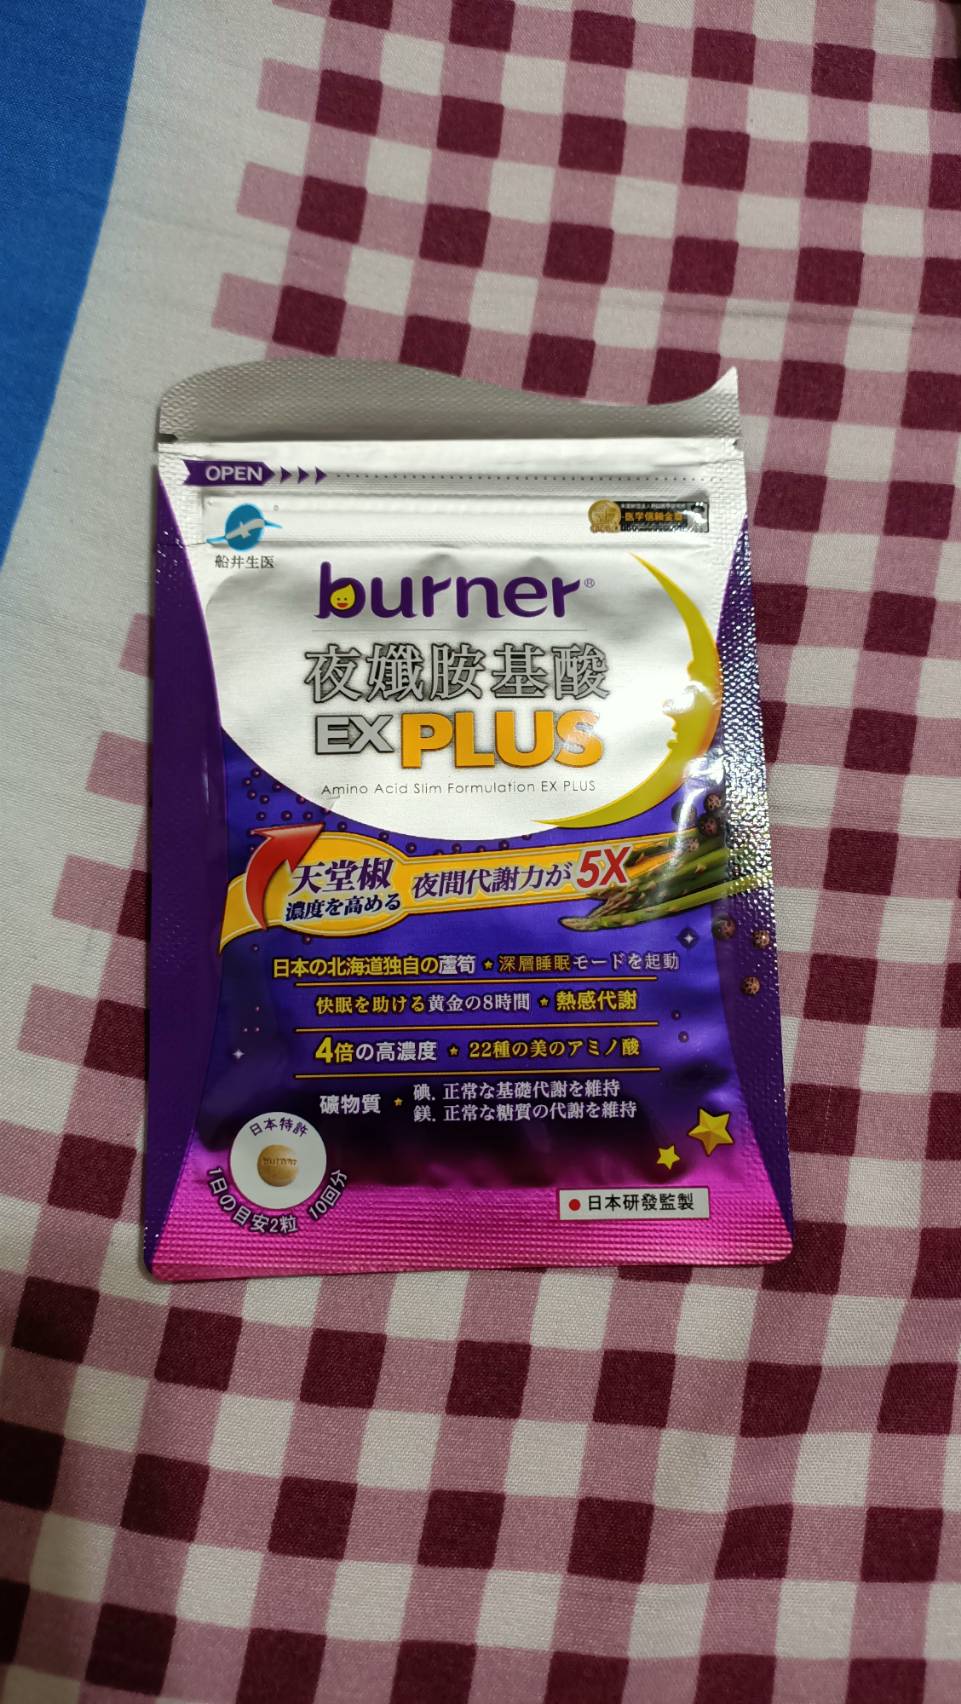 OPEN
船井生医
医学信頼金賞
burner®
夜孅胺基酸
EX PLUS
Amino Acid Slim Formulation EX PLUS
天堂椒
濃度を高める
夜間代謝力が5X
日本の北海道独自の蘆筍★深層睡眠モードを起動
快眠を助ける黄金の8時間★熱感代謝
4倍の高濃度★22種の美のアミノ酸
礦物質★碘.正常な基礎代謝を維持
鎂.正常な糖質の代謝を維持
日本特許
burner
1日の目安2粒 10回分
日本研發監製